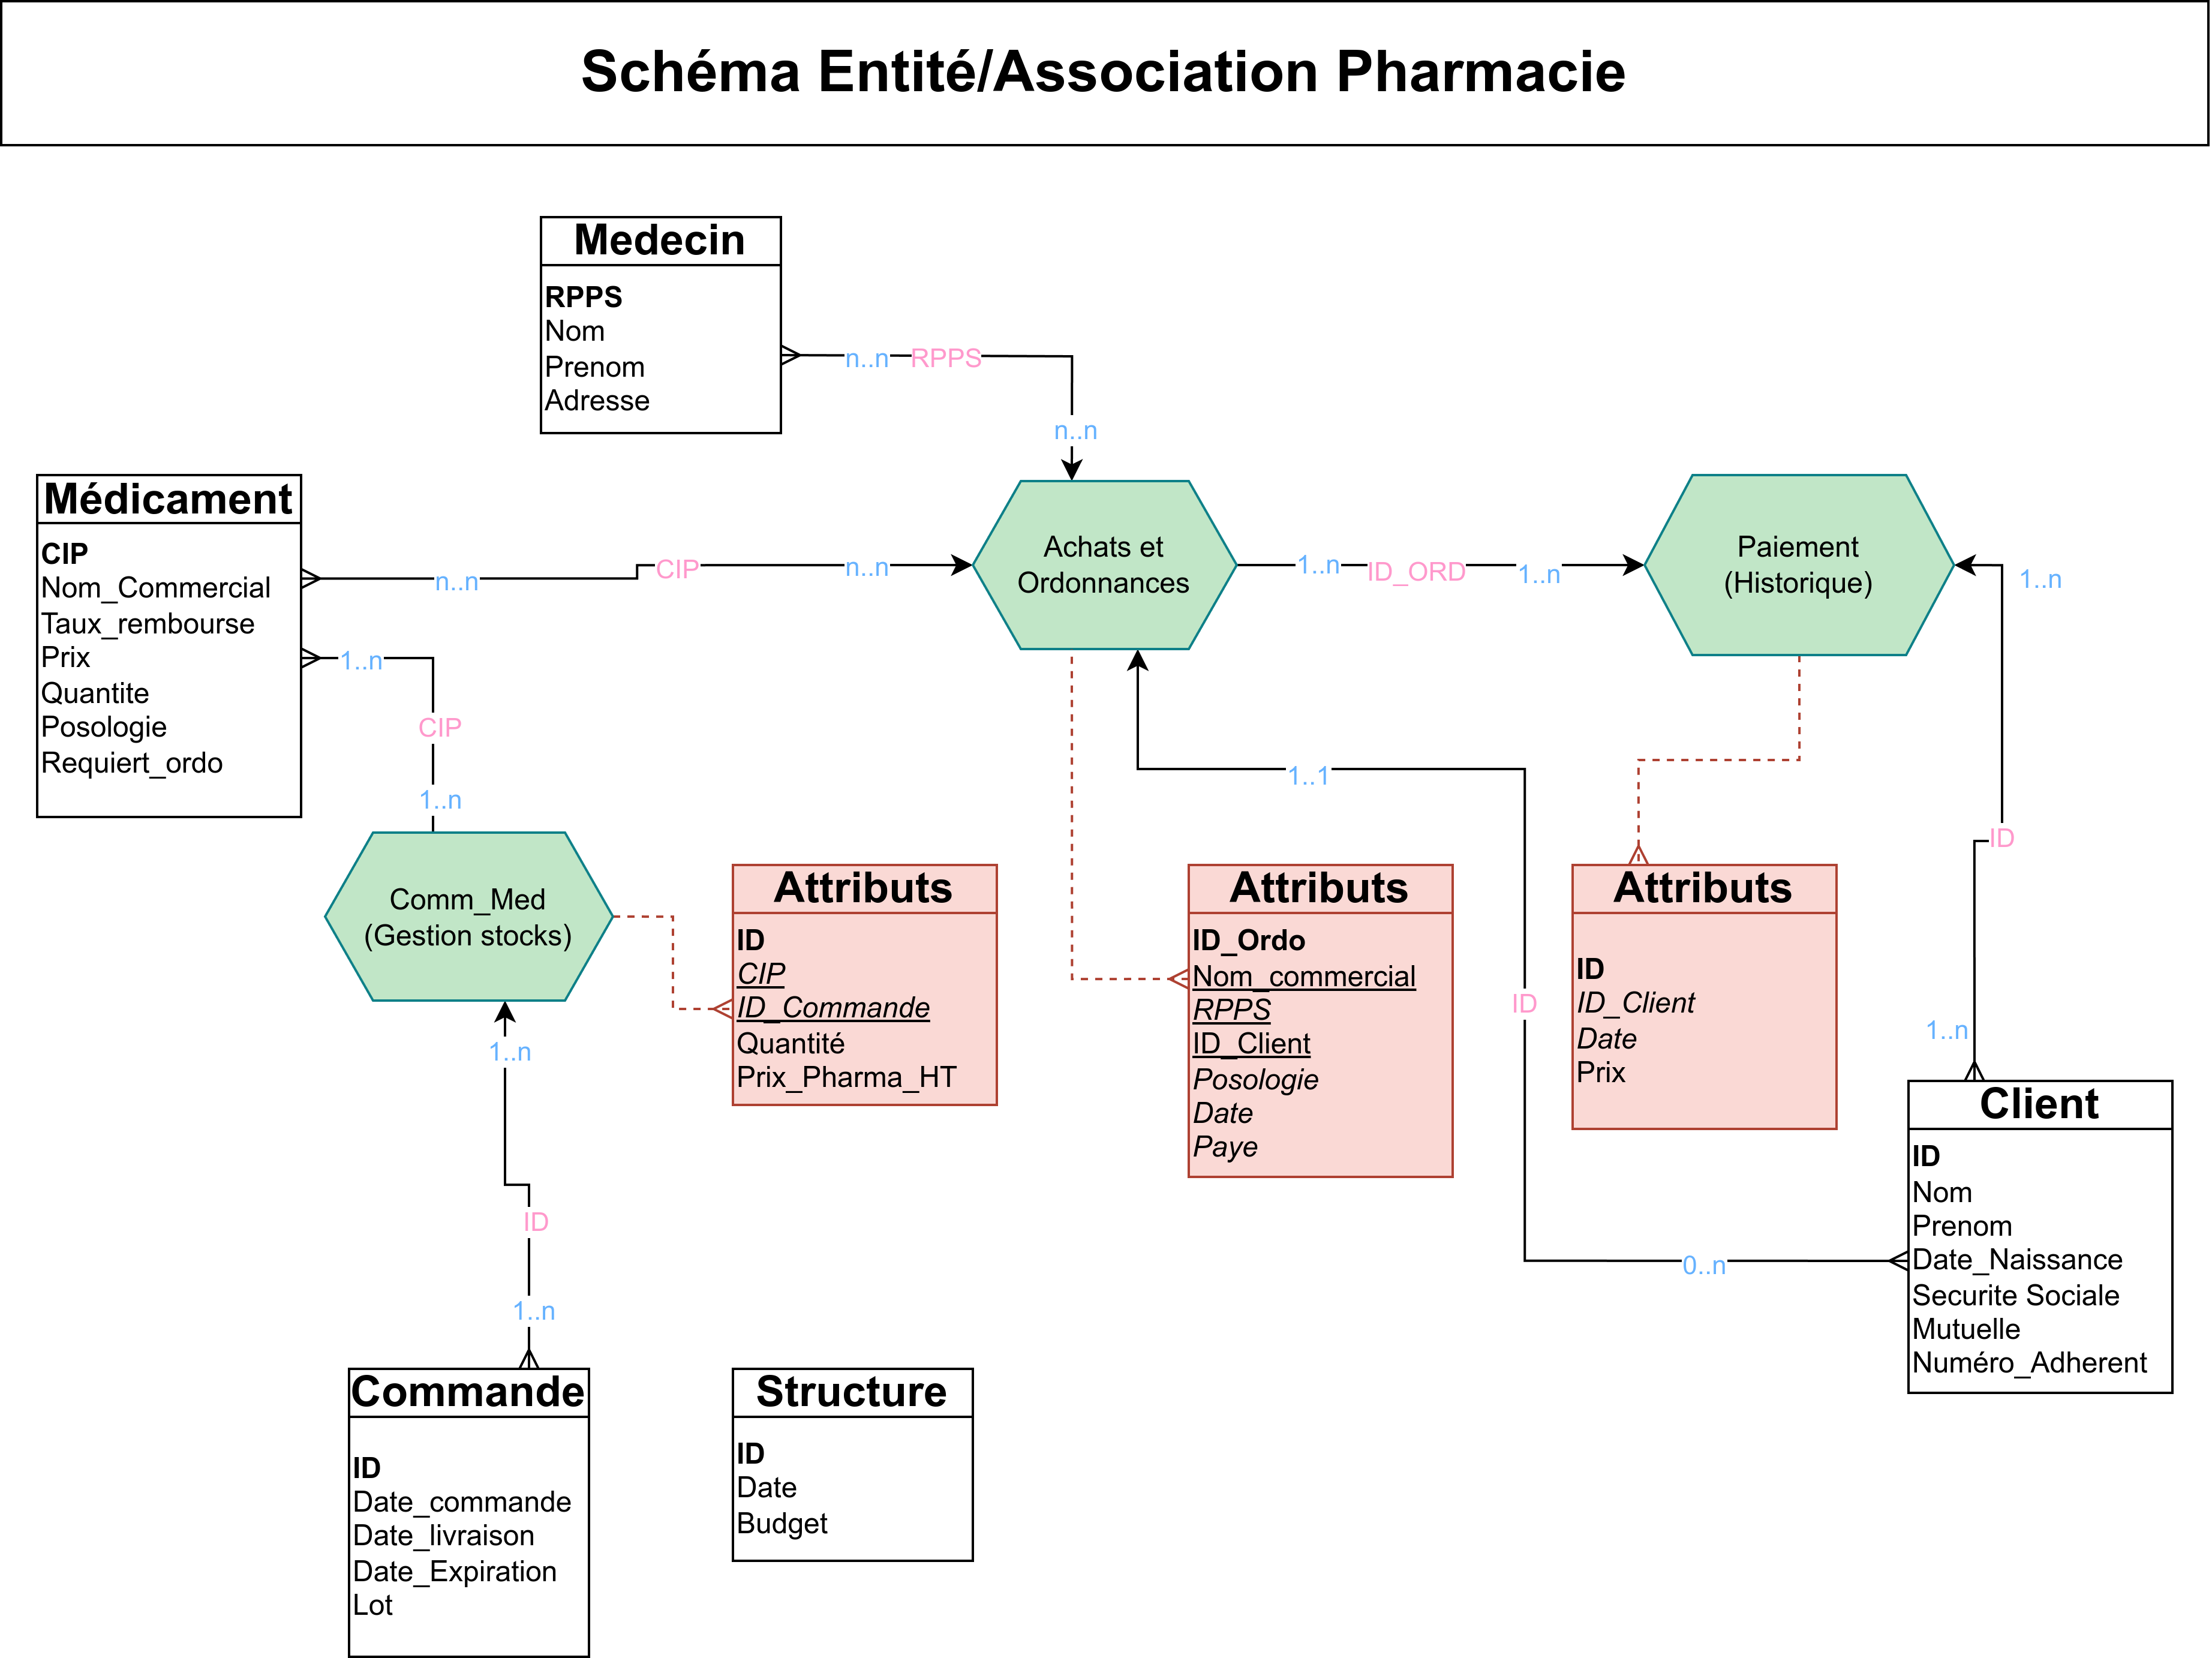 Schéma Entité/Association Pharmacie
Medecin
RPPS
Nom
Prenom
Adresse
n..n
RPPS
n..n
Médicament
CIP
Nom_Commercial
Taux_rembourse
Prix
Quantite
Posologie
Requiert_ordo
n..n
CIP
n..n
Achats et
Ordonnances
1..n
ID_ORD
1..n
Paiement
(Historique)
1..n
1..n
CIP
1..n
1..1
ID
Comm_Med
(Gestion stocks)
Attributs
ID
CIP
ID_Commande
Quantité
Prix_Pharma_HT
Attributs
ID_Ordo
Nom_commercial
RPPS
ID_Client
Posologie
Date
Paye
ID
Attributs
ID
ID_Client
Date
Prix
1..n
Client
ID
Nom
Prenom
Date_Naissance
Securite Sociale
Mutuelle
Numéro_Adherent
0..n
1..n
ID
1..n
Commande
ID
Date_commande
Date_livraison
Date_Expiration
Lot
Structure
ID
Date
Budget